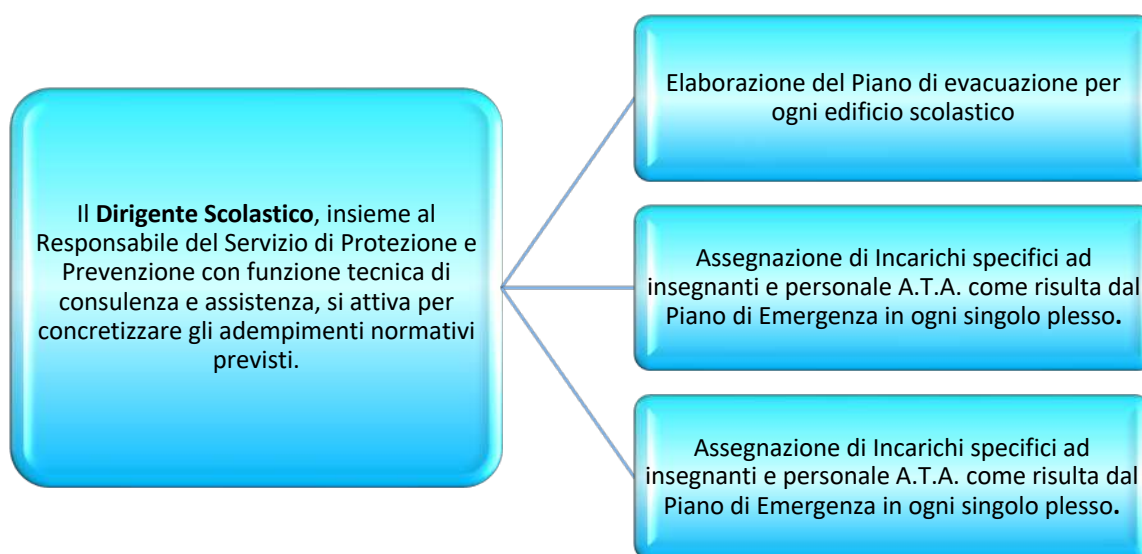 Il Dirigente Scolastico, insieme al
Responsabile del Servizio di Protezione e
Prevenzione con funzione tecnica di
consulenza e assistenza, si attiva per
concretizzare gli adempimenti normativi
previsti.
Elaborazione del Piano di evacuazione per
ogni edificio scolastico
Assegnazione di Incarichi specifici ad
insegnanti e personale A.T.A. come risulta dal
Piano di Emergenza in ogni singolo plesso.
Assegnazione di Incarichi specifici ad
insegnanti e personale A.T.A. come risulta dal
Piano di Emergenza in ogni singolo plesso.